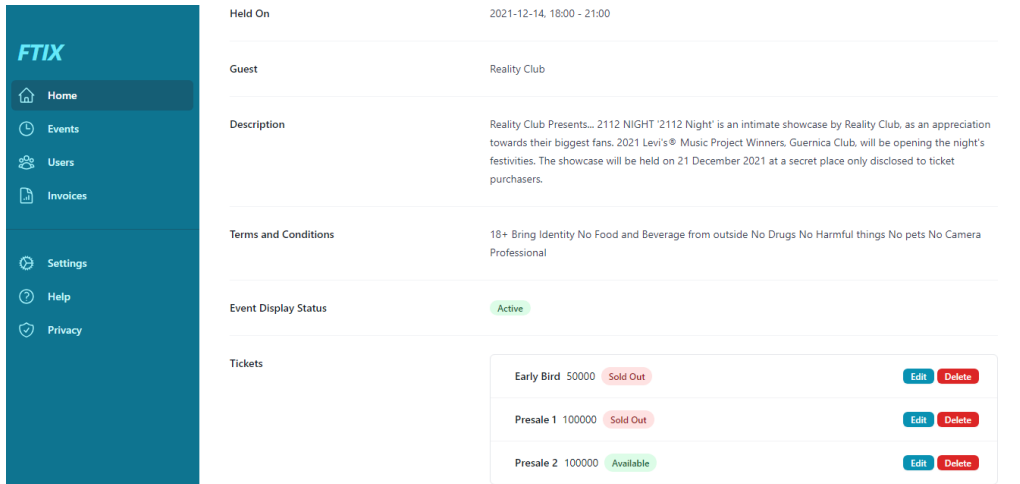 FTIX
Home
Events
Users
Invoices
Settings
Help
Privacy
Held On 2021-12-14, 18:00 - 21:00
Guest Reality Club
Description Reality Club Presents... 2112 NIGHT '2112 Night' is an intimate showcase by Reality Club, as an appreciation
towards their biggest fans. 2021 Levi's® Music Project Winners, Guernica Club, will be opening the night's
festivities. The showcase will be held on 21 December 2021 at a secret place only disclosed to ticket
purchasers.
Terms and Conditions 18+ Bring Identity No Food and Beverage from outside No Drugs No Harmful things No pets No Camera
Professional
Event Display Status Active
Tickets
Early Bird 50000 Sold Out Edit Delete
Presale 1 100000 Sold Out Edit Delete
Presale 2 100000 Available Edit Delete